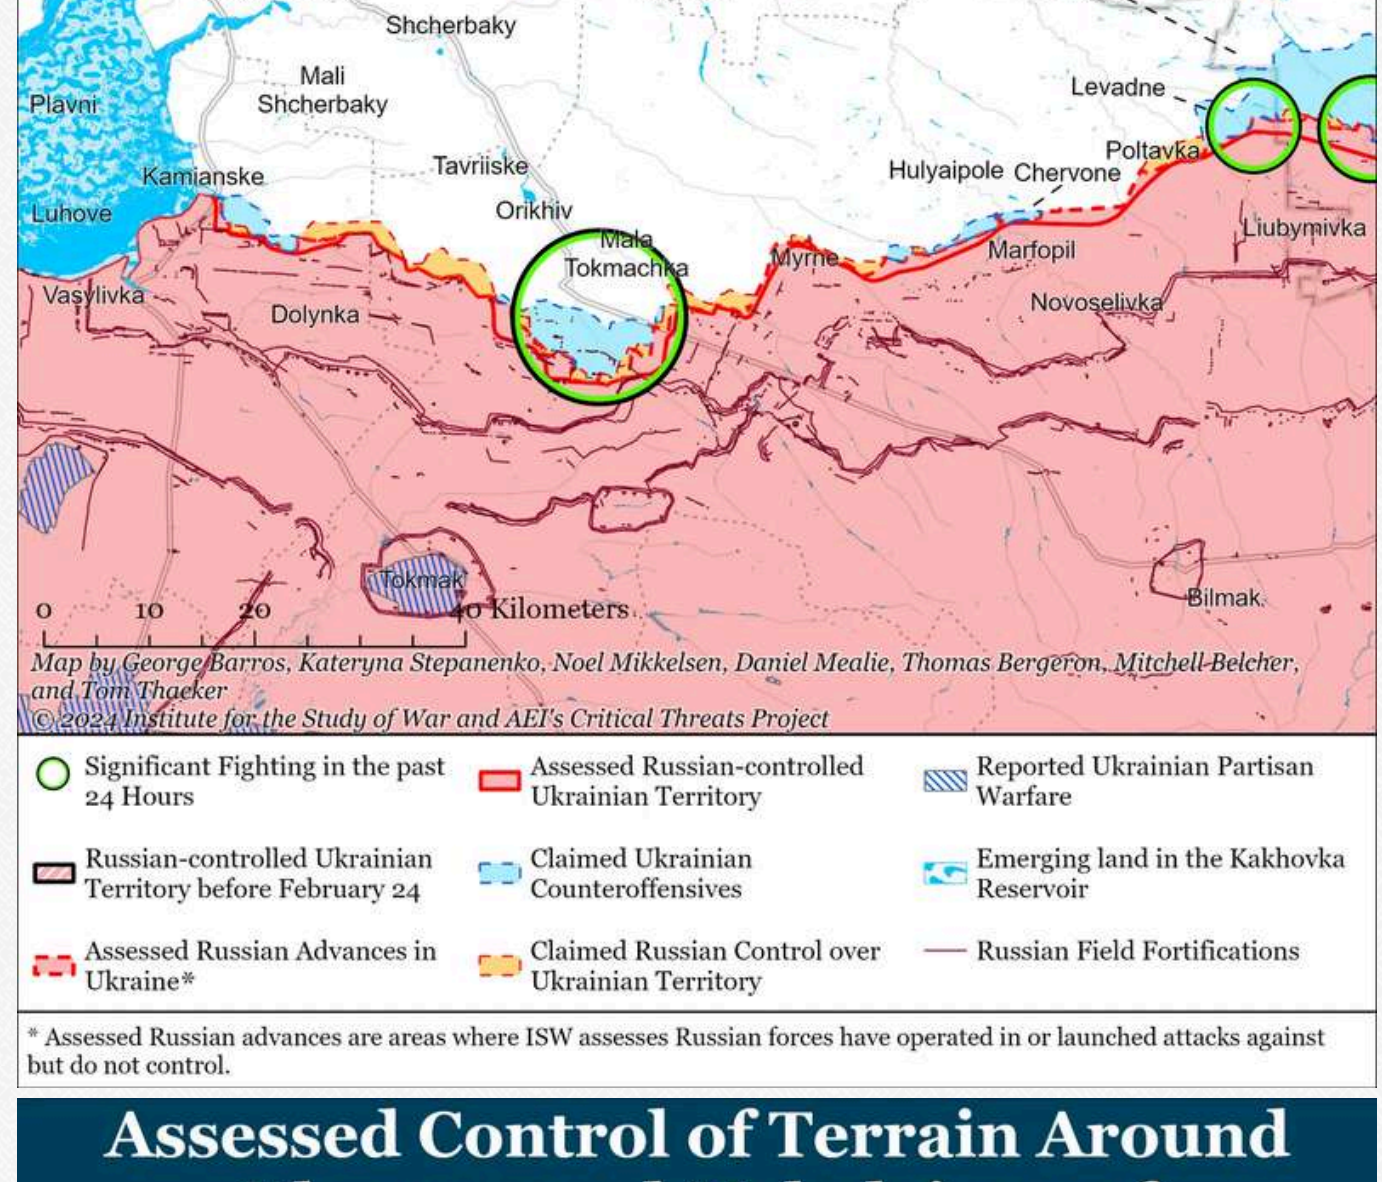 Shcherbaky
Mali
Shcherbaky
Levadne
Plavni
Poltavka
Tavriiske
Hulyaipole
Chervone
Kamianske
Orikhiv
Luhove
Liubymivka
Mala
Tokmachka
Myrne
Marfopil
Vasylivka
Dolynka
Novoselivka
Tokmak
Bilmak
0 10 20 40 Kilometers
Map by George Barros, Kateryna Stepanenko, Noel Mikkelsen, Daniel Mealie, Thomas Bergeron, Mitchell Belcher,
and Tom Thacker
© 2024 Institute for the Study of War and AEI's Critical Threats Project
Significant Fighting in the past
24 Hours
Assessed Russian-controlled
Ukrainian Territory
Reported Ukrainian Partisan
Warfare
Russian-controlled Ukrainian
Territory before February 24
Claimed Ukrainian
Counteroffensives
Emerging land in the Kakhovka
Reservoir
Assessed Russian Advances in
Ukraine*
Claimed Russian Control over
Ukrainian Territory
Russian Field Fortifications
* Assessed Russian advances are areas where ISW assesses Russian forces have operated in or launched attacks against
but do not control.
Assessed Control of Terrain Around